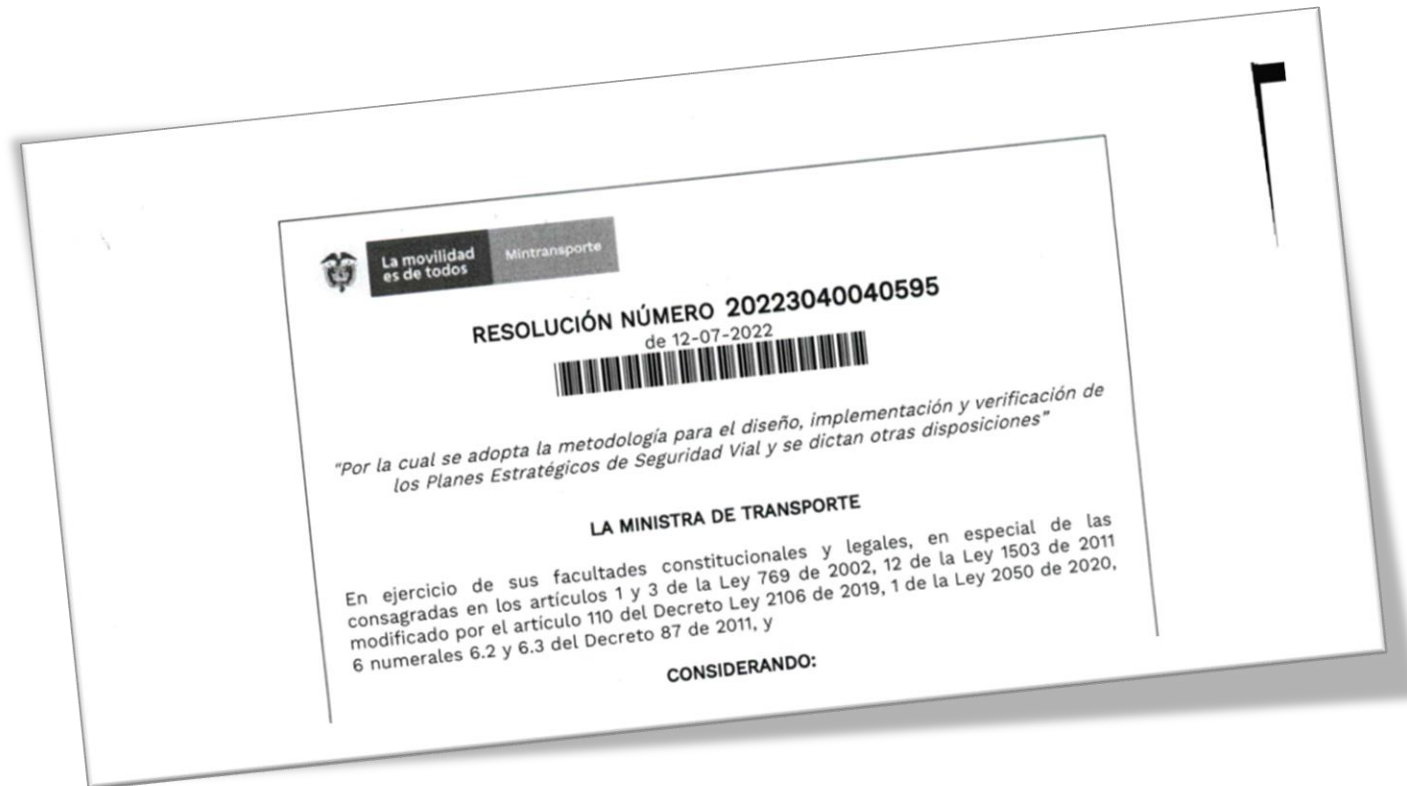 La movilidad
es de todos
Mintransporte
RESOLUCIÓN NÚMERO 20223040040595
de 12-07-2022
"Por la cual se adopta la metodología para el diseño, implementación y verificación de
los Planes Estratégicos de Seguridad Vial y se dictan otras disposiciones"
LA MINISTRA DE TRANSPORTE
En ejercicio de sus facultades constitucionales y legales, en especial de las
consagradas en los artículos 1 y 3 de la Ley 769 de 2002, 12 de la Ley 1503 de 2011
modificado por el artículo 110 del Decreto Ley 2106 de 2019, 1 de la Ley 2050 de 2020,
6 numerales 6.2 y 6.3 del Decreto 87 de 2011, y
CONSIDERANDO: